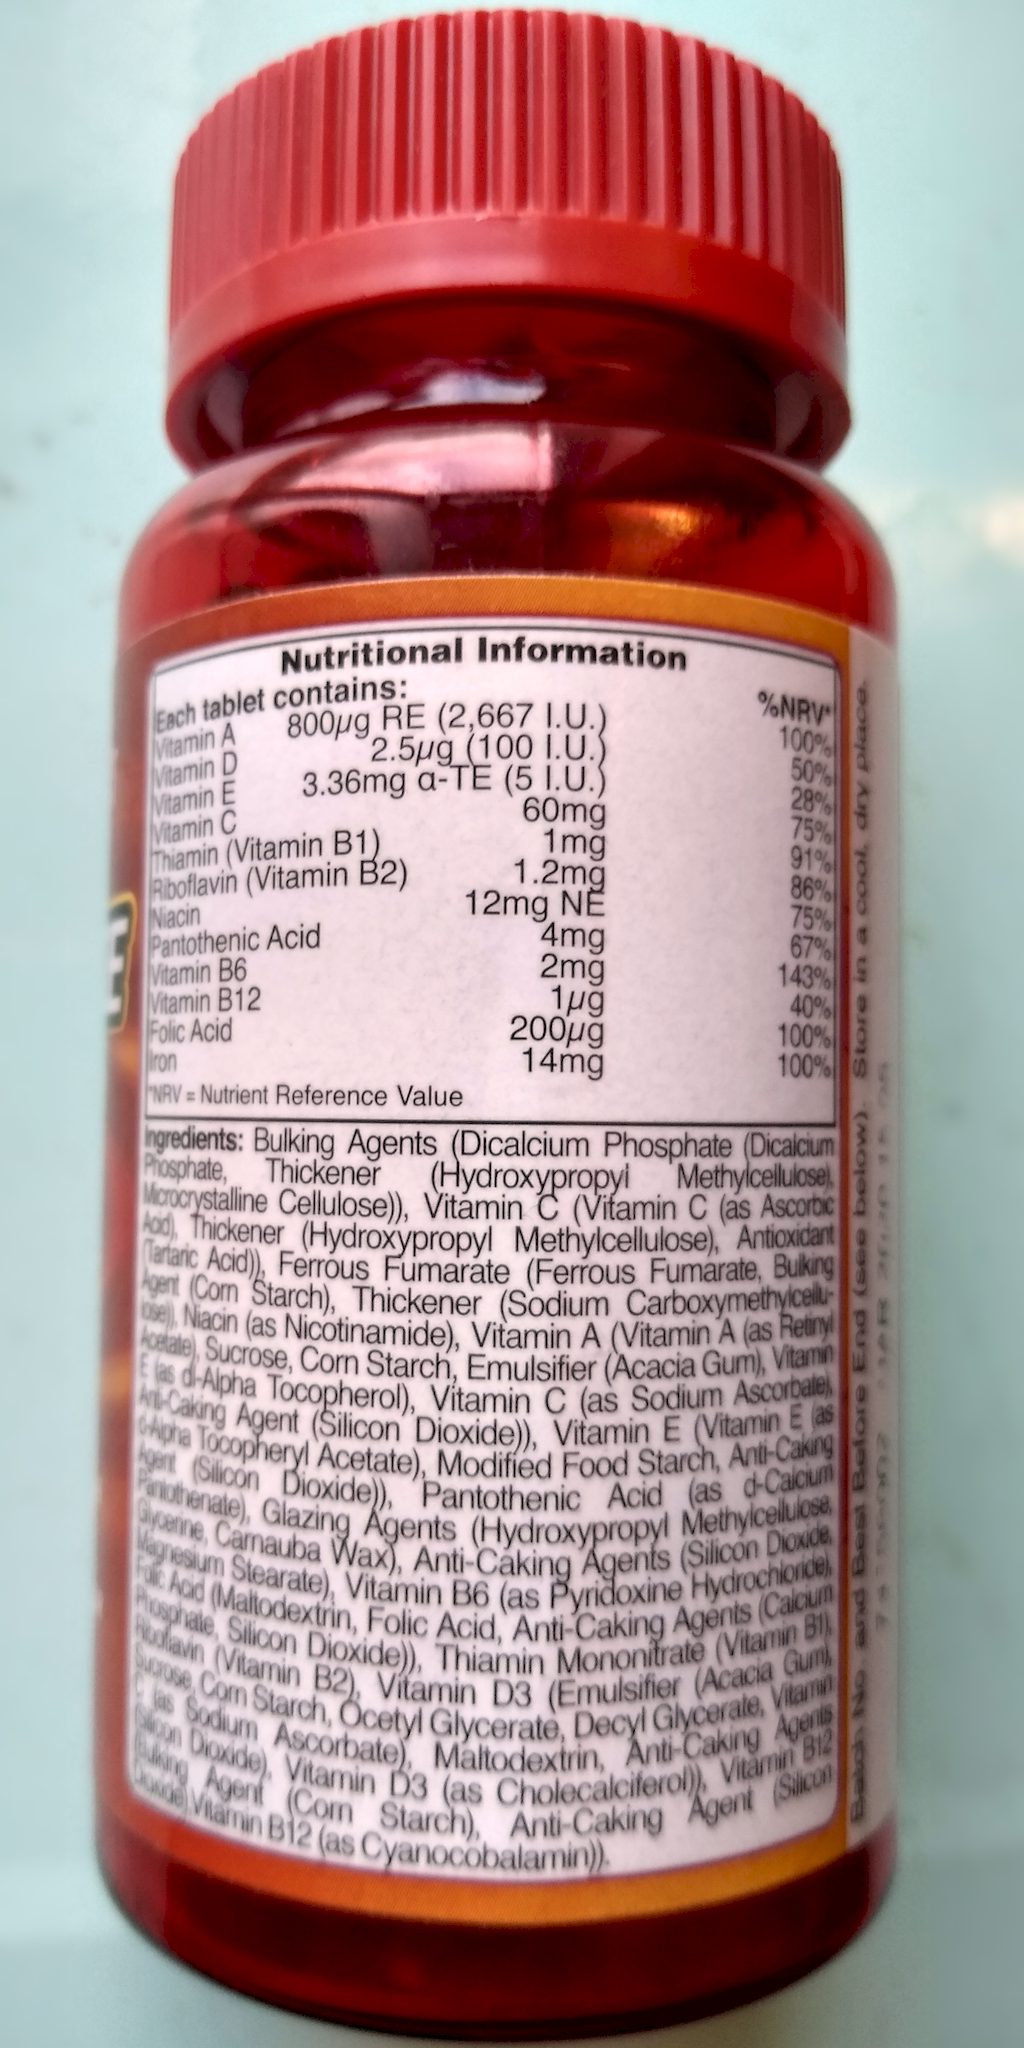 Nutritional Information
Each tablet contains: %NRV*
Vitamin A 800µg RE (2,667 I.U.) 100%
Vitamin D 2.5µg (100 I.U.) 50%
Vitamin E 3.36mg α-TE (5 I.U.) 28%
Vitamin C 60mg 75%
Thiamin (Vitamin B1) 1mg 91%
Riboflavin (Vitamin B2) 1.2mg 86%
Niacin 12mg NE 75%
Pantothenic Acid 4mg 67%
Vitamin B6 2mg 143%
Vitamin B12 1µg 40%
Folic Acid 200µg 100%
Iron 14mg 100%
*NRV = Nutrient Reference Value
Ingredients: Bulking Agents (Dicalcium Phosphate (Dicalcium
Phosphate, Thickener (Hydroxypropyl Methylcellulose),
Microcrystalline Cellulose)), Vitamin C (Vitamin C (as Ascorbic
Acid), Thickener (Hydroxypropyl Methylcellulose), Antioxidant
(Tartaric Acid)), Ferrous Fumarate (Ferrous Fumarate, Bulking
Agent (Corn Starch), Thickener (Sodium Carboxymethylcellu-
lose)), Niacin (as Nicotinamide), Vitamin A (Vitamin A (as Retinyl
Acetate), Sucrose, Corn Starch, Emulsifier (Acacia Gum), Vitamin
E (as dl-Alpha Tocopherol), Vitamin C (as Sodium Ascorbate),
Anti-Caking Agent (Silicon Dioxide)), Vitamin E (Vitamin E (as
d-Alpha Tocopheryl Acetate), Modified Food Starch, Anti-Caking
Agent (Silicon Dioxide)), Pantothenic Acid (as d-Calcium
Pantothenate), Glazing Agents (Hydroxypropyl Methylcellulose,
Glycerine, Carnauba Wax), Anti-Caking Agents (Silicon Dioxide,
Magnesium Stearate), Vitamin B6 (as Pyridoxine Hydrochloride),
Folic Acid (Maltodextrin, Folic Acid, Anti-Caking Agents (Calcium
Phosphate, Silicon Dioxide)), Thiamin Mononitrate (Vitamin B1),
Riboflavin (Vitamin B2), Vitamin D3 (Emulsifier (Acacia Gum),
Sucrose, Corn Starch, Ocetyl Glycerate, Decyl Glycerate, Vitamin
C (as Sodium Ascorbate), Maltodextrin, Anti-Caking Agents
(Silicon Dioxide), Vitamin D3 (as Cholecalciferol)), Vitamin B12
(Bulking Agent (Corn Starch), Anti-Caking Agent (Silicon
Dioxide), Vitamin B12 (as Cyanocobalamin)).
Batch No. and Best Before End (see below). Store in a cool, dry place.